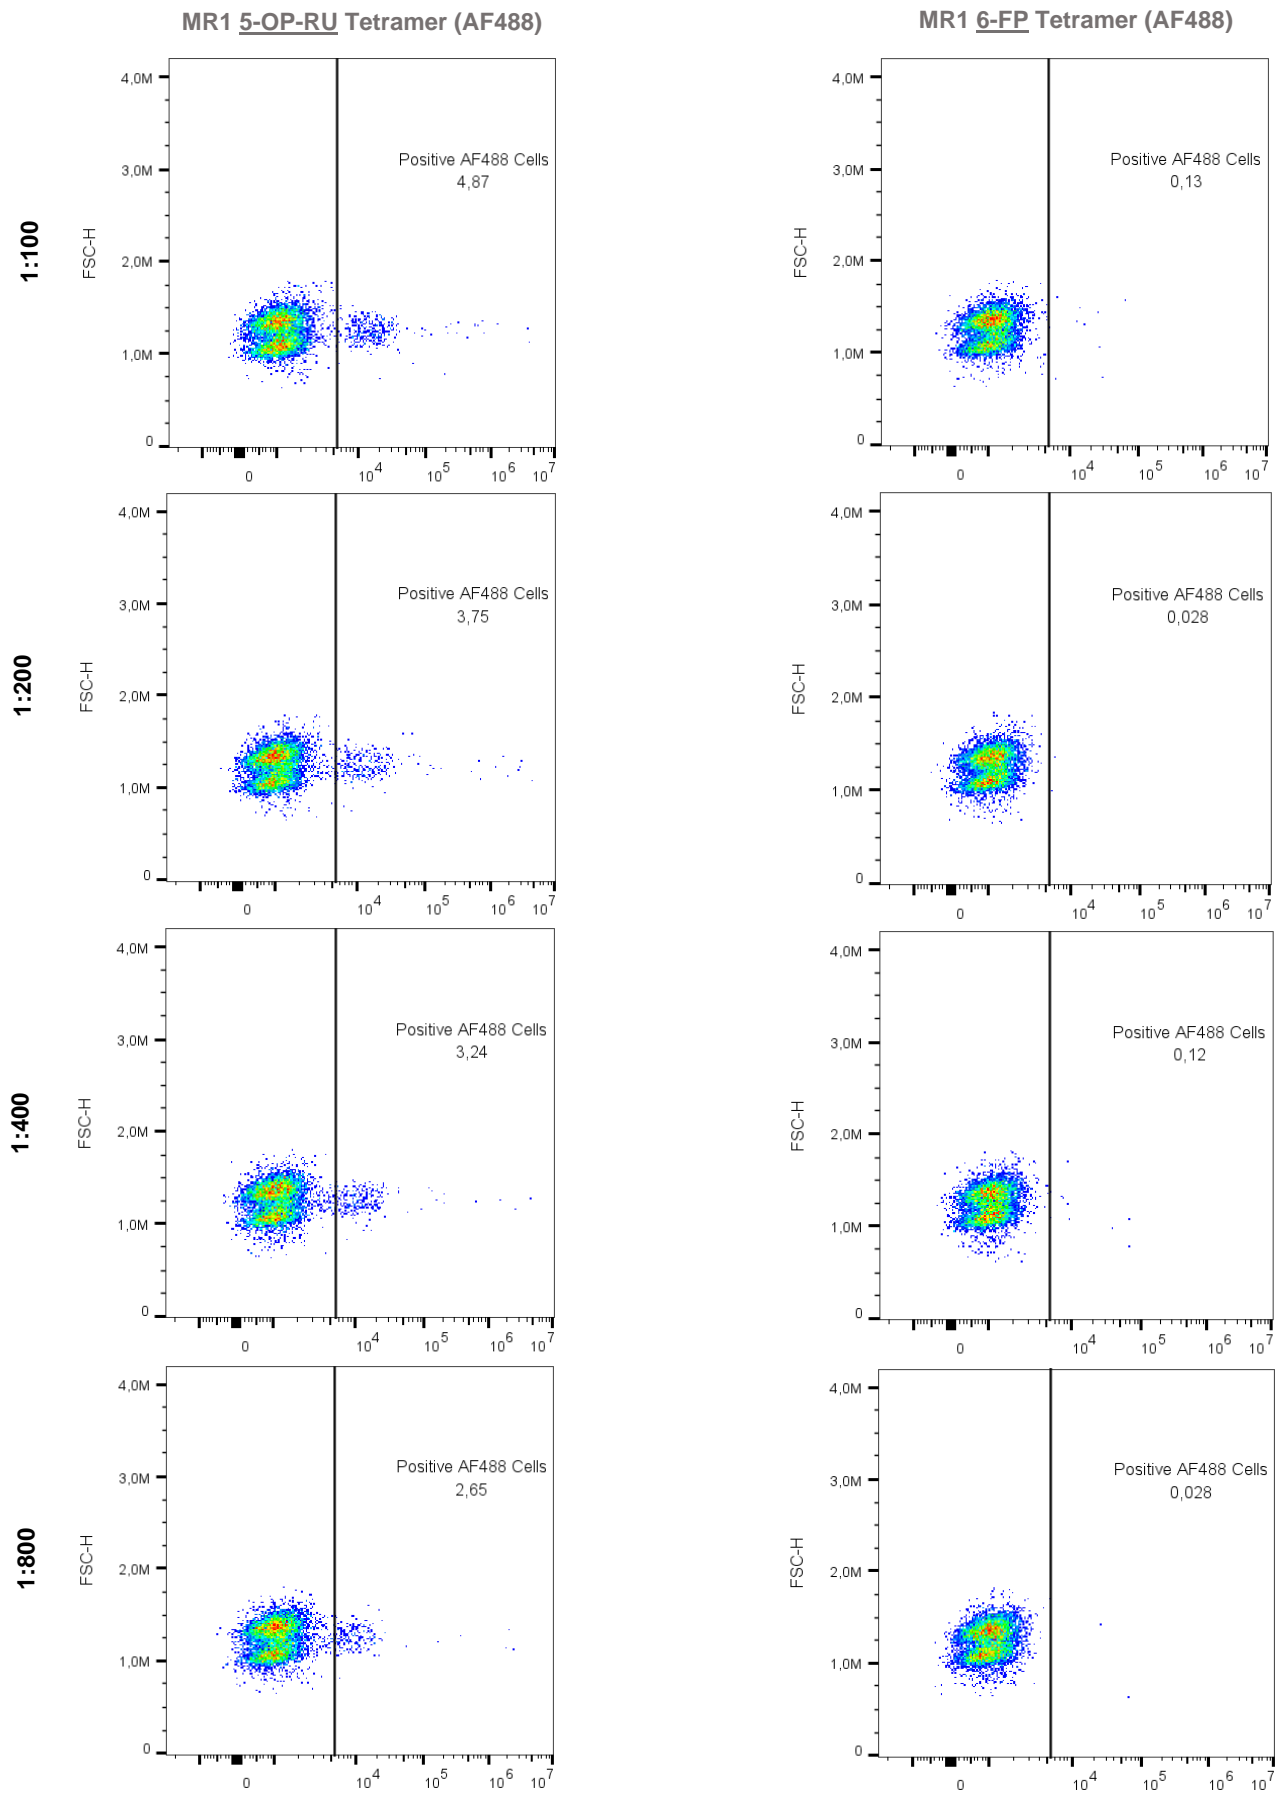 MR1 5-OP-RU Tetramer (AF488)
MR1 6-FP Tetramer (AF488)
1:100
FSC-H
4,0M
3,0M
2,0M
1,0M
0
Positive AF488 Cells
4,87
0
10^4
10^5
10^6
10^7
FSC-H
4,0M
3,0M
2,0M
1,0M
0
Positive AF488 Cells
0,13
0
10^4
10^5
10^6
10^7
1:200
FSC-H
4,0M
3,0M
2,0M
1,0M
0
Positive AF488 Cells
3,75
0
10^4
10^5
10^6
10^7
FSC-H
4,0M
3,0M
2,0M
1,0M
0
Positive AF488 Cells
0,028
0
10^4
10^5
10^6
10^7
1:400
FSC-H
4,0M
3,0M
2,0M
1,0M
0
Positive AF488 Cells
3,24
0
10^4
10^5
10^6
10^7
FSC-H
4,0M
3,0M
2,0M
1,0M
0
Positive AF488 Cells
0,12
0
10^4
10^5
10^6
10^7
1:800
FSC-H
4,0M
3,0M
2,0M
1,0M
0
Positive AF488 Cells
2,65
0
10^4
10^5
10^6
10^7
FSC-H
4,0M
3,0M
2,0M
1,0M
0
Positive AF488 Cells
0,028
0
10^4
10^5
10^6
10^7